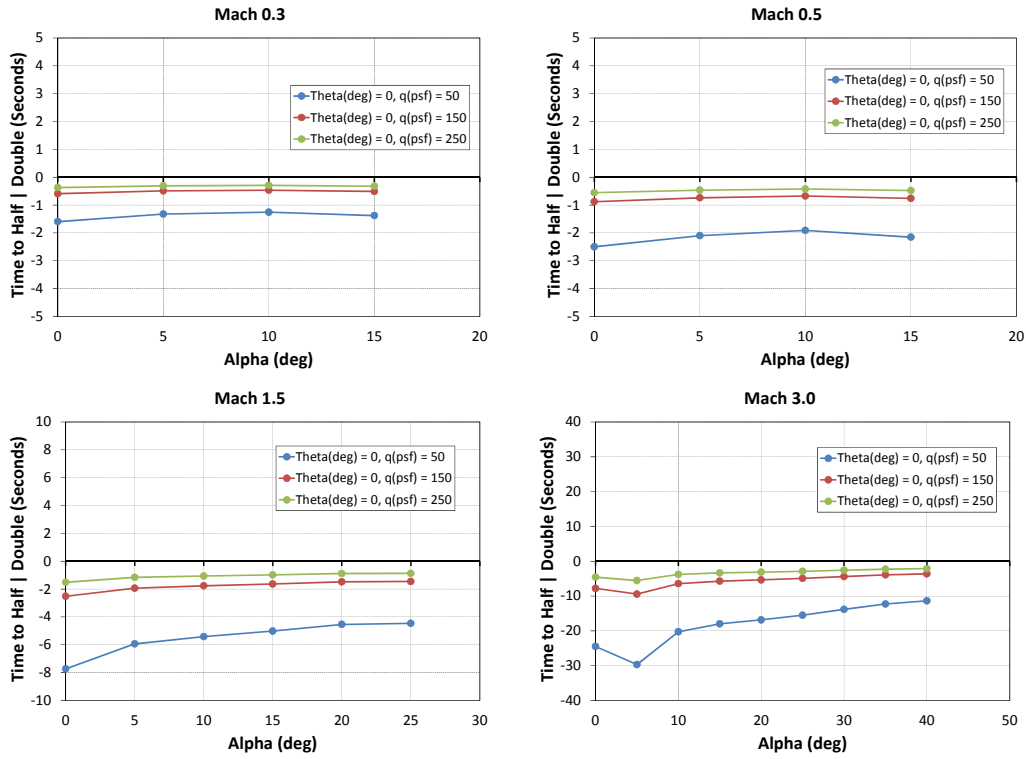 Mach 0.3
Time to Half | Double (Seconds)
5
4
3
2
1
0
-1
-2
-3
-4
-5
Theta(deg) = 0, q(psf) = 50
Theta(deg) = 0, q(psf) = 150
Theta(deg) = 0, q(psf) = 250
0 5 10 15 20
Alpha (deg)
Mach 0.5
Time to Half | Double (Seconds)
5
4
3
2
1
0
-1
-2
-3
-4
-5
Theta(deg) = 0, q(psf) = 50
Theta(deg) = 0, q(psf) = 150
Theta(deg) = 0, q(psf) = 250
0 5 10 15 20
Alpha (deg)
Mach 1.5
Time to Half | Double (Seconds)
10
8
6
4
2
0
-2
-4
-6
-8
-10
Theta(deg) = 0, q(psf) = 50
Theta(deg) = 0, q(psf) = 150
Theta(deg) = 0, q(psf) = 250
0 5 10 15 20 25 30
Alpha (deg)
Mach 3.0
Time to Half | Double (Seconds)
40
30
20
10
0
-10
-20
-30
-40
Theta(deg) = 0, q(psf) = 50
Theta(deg) = 0, q(psf) = 150
Theta(deg) = 0, q(psf) = 250
0 10 20 30 40 50
Alpha (deg)